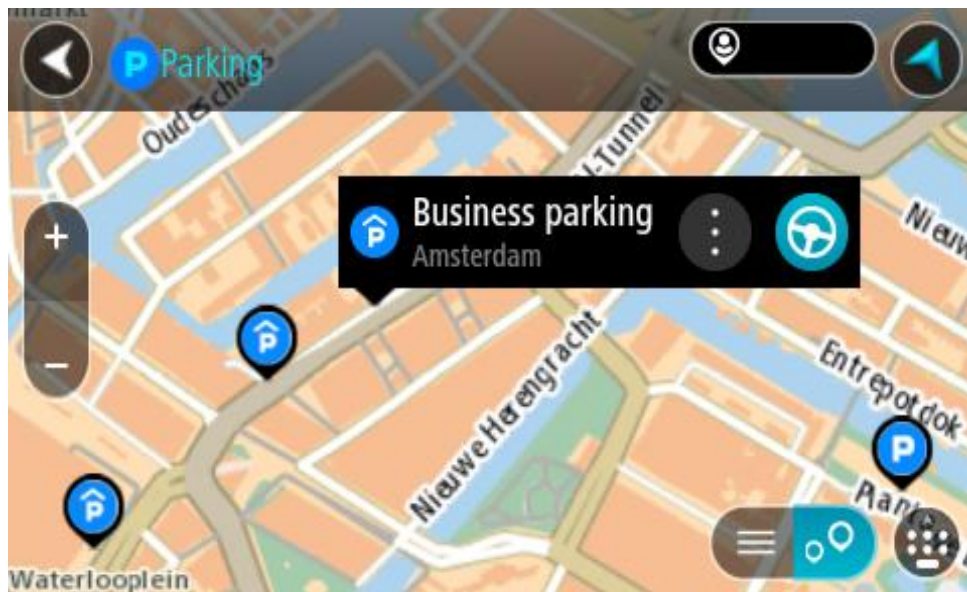 P Parking
Oudeschans
Business parking
Amsterdam
Nieuwe Herengracht
Entrepotdok
P
P
P
Waterlooplein